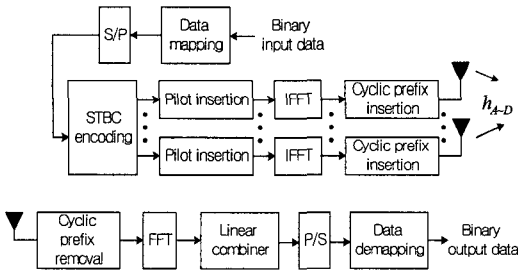 S/P
Data mapping
Binary input data
STBC encoding
Pilot insertion
IFFT
Cyclic prefix insertion
h_{A-D}
Pilot insertion
IFFT
Cyclic prefix insertion
Cyclic prefix removal
FFT
Linear combiner
P/S
Data demapping
Binary output data